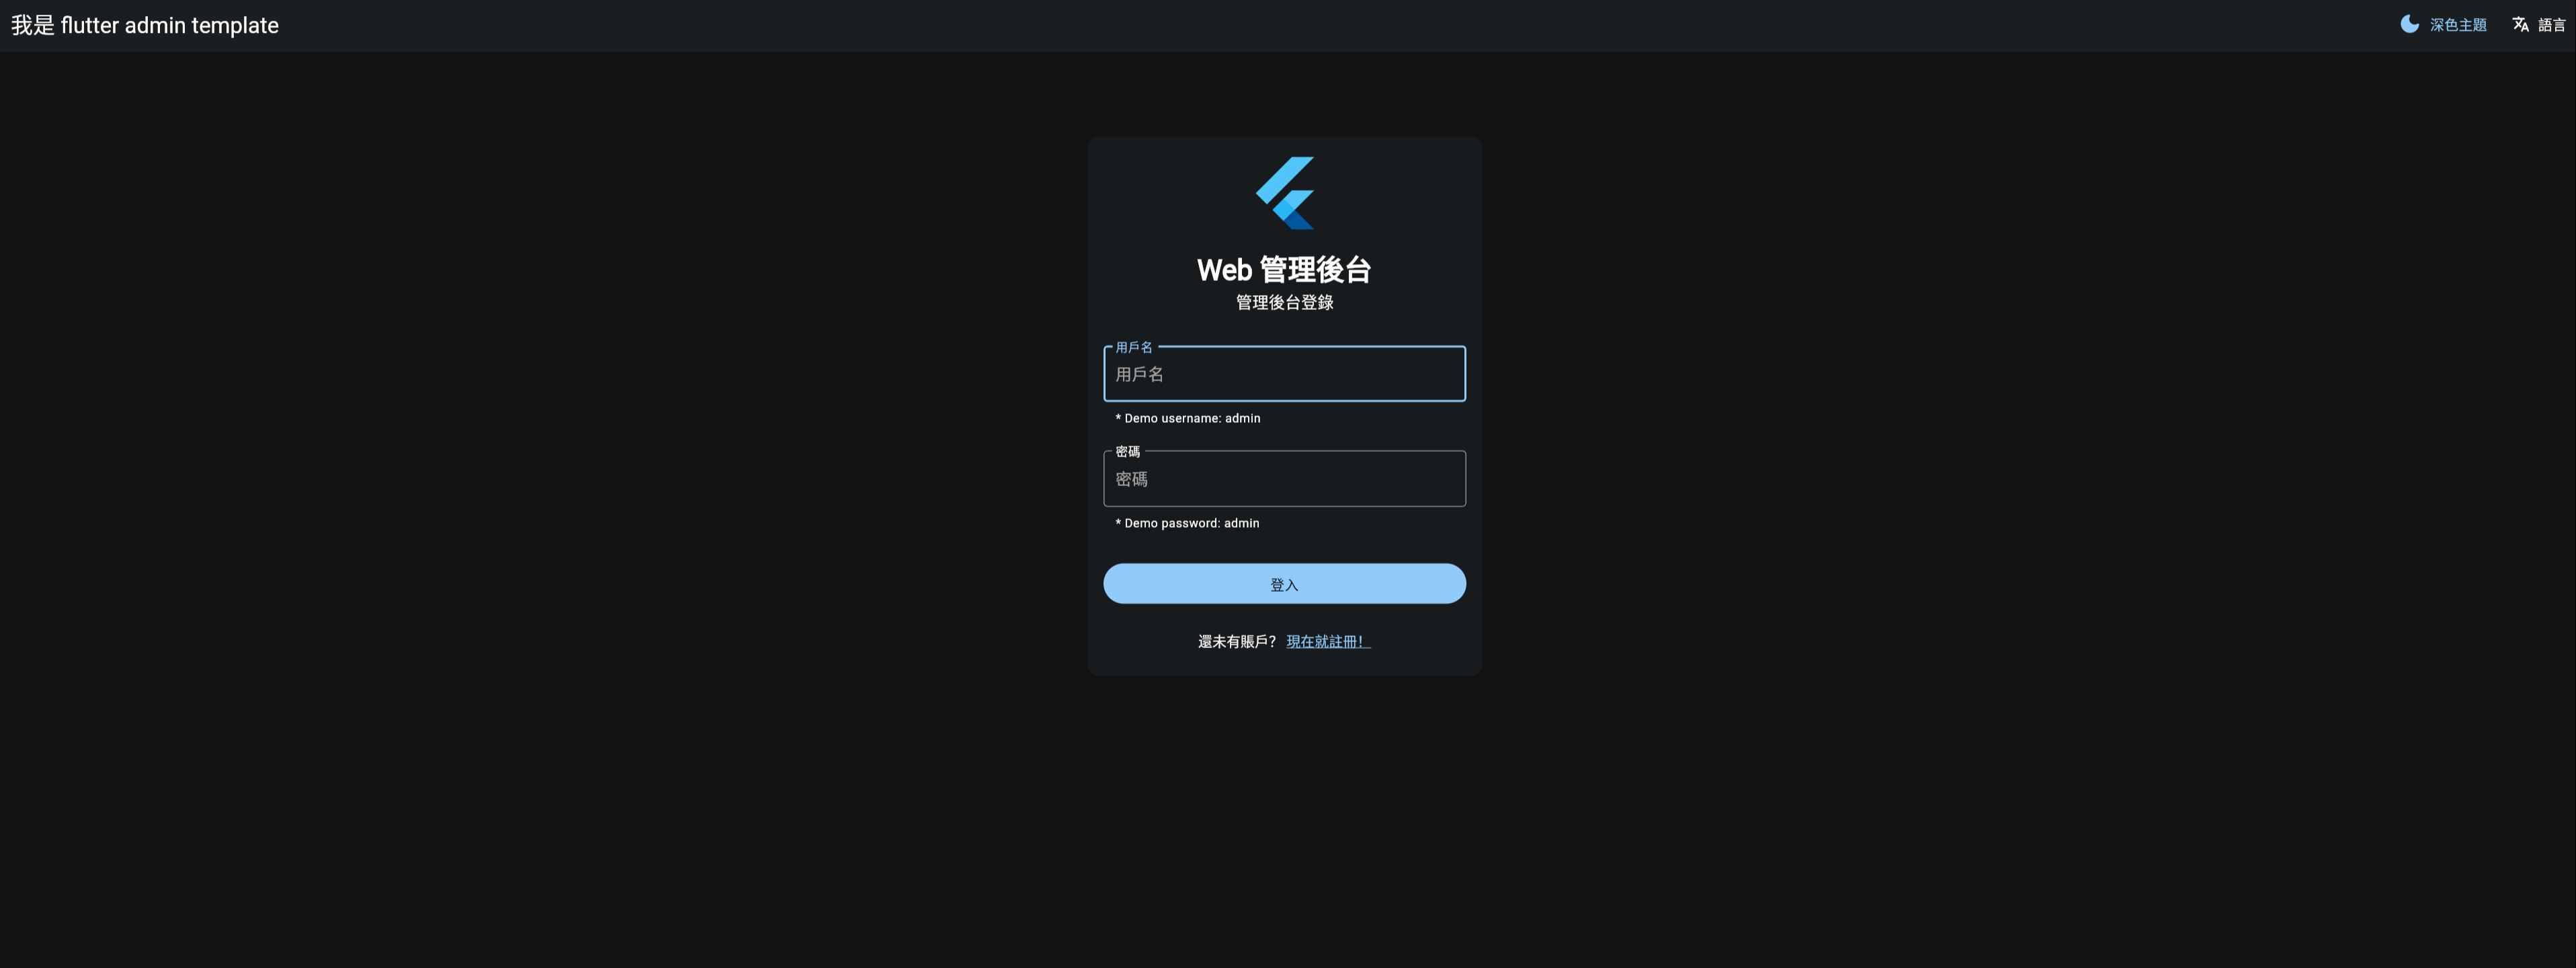 我是 flutter admin template
深色主題
語言
Web 管理後台
管理後台登錄
用戶名
用戶名
* Demo username: admin
密碼
密碼
* Demo password: admin
登入
還未有賬戶? 現在就註冊!